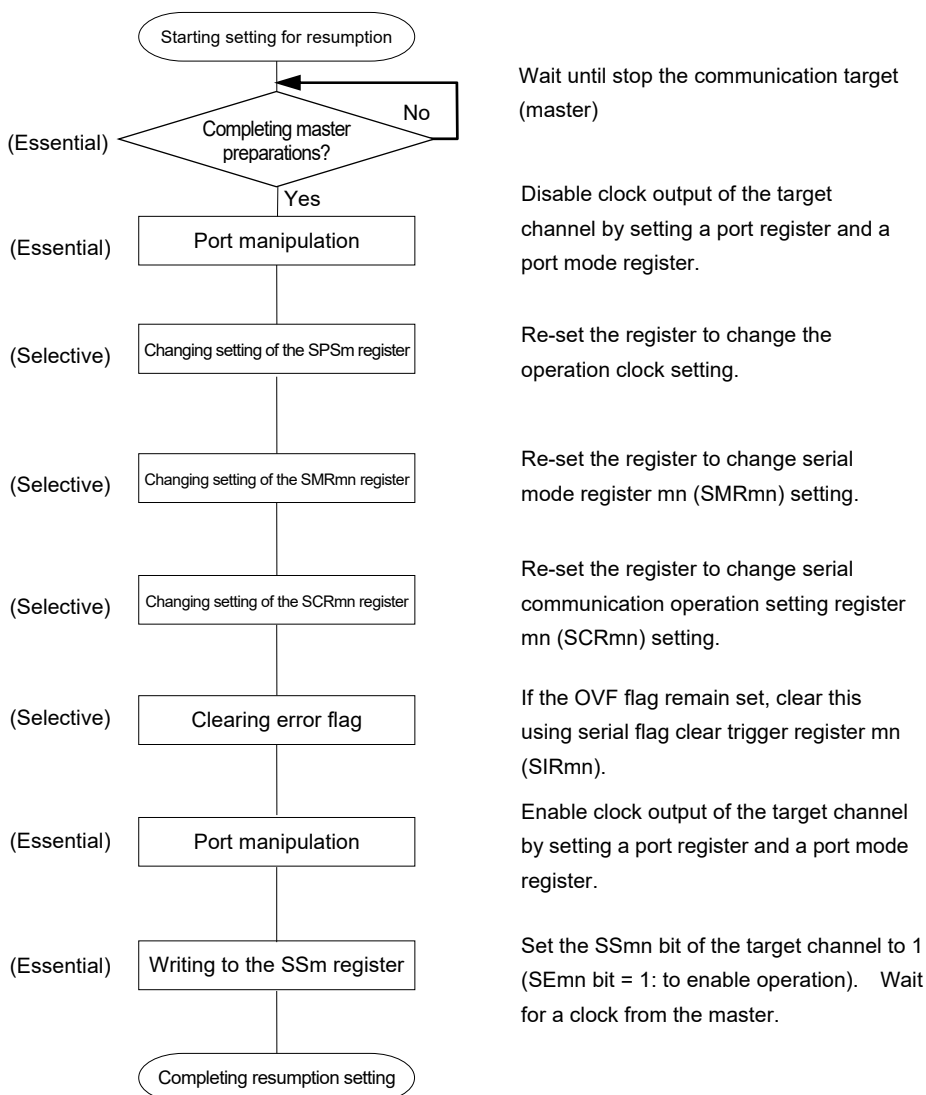 Starting setting for resumption
Wait until stop the communication target
(master)
No
(Essential)
Completing master
preparations?
Yes
Disable clock output of the target
channel by setting a port register and a
port mode register.
(Essential)
Port manipulation
(Selective)
Changing setting of the SPSm register
Re-set the register to change the
operation clock setting.
(Selective)
Changing setting of the SMRmn register
Re-set the register to change serial
mode register mn (SMRmn) setting.
(Selective)
Changing setting of the SCRmn register
Re-set the register to change serial
communication operation setting register
mn (SCRmn) setting.
(Selective)
Clearing error flag
If the OVF flag remain set, clear this
using serial flag clear trigger register mn
(SIRmn).
(Essential)
Port manipulation
Enable clock output of the target channel
by setting a port register and a port mode
register.
(Essential)
Writing to the SSm register
Set the SSmn bit of the target channel to 1
(SEmn bit = 1: to enable operation). Wait
for a clock from the master.
Completing resumption setting